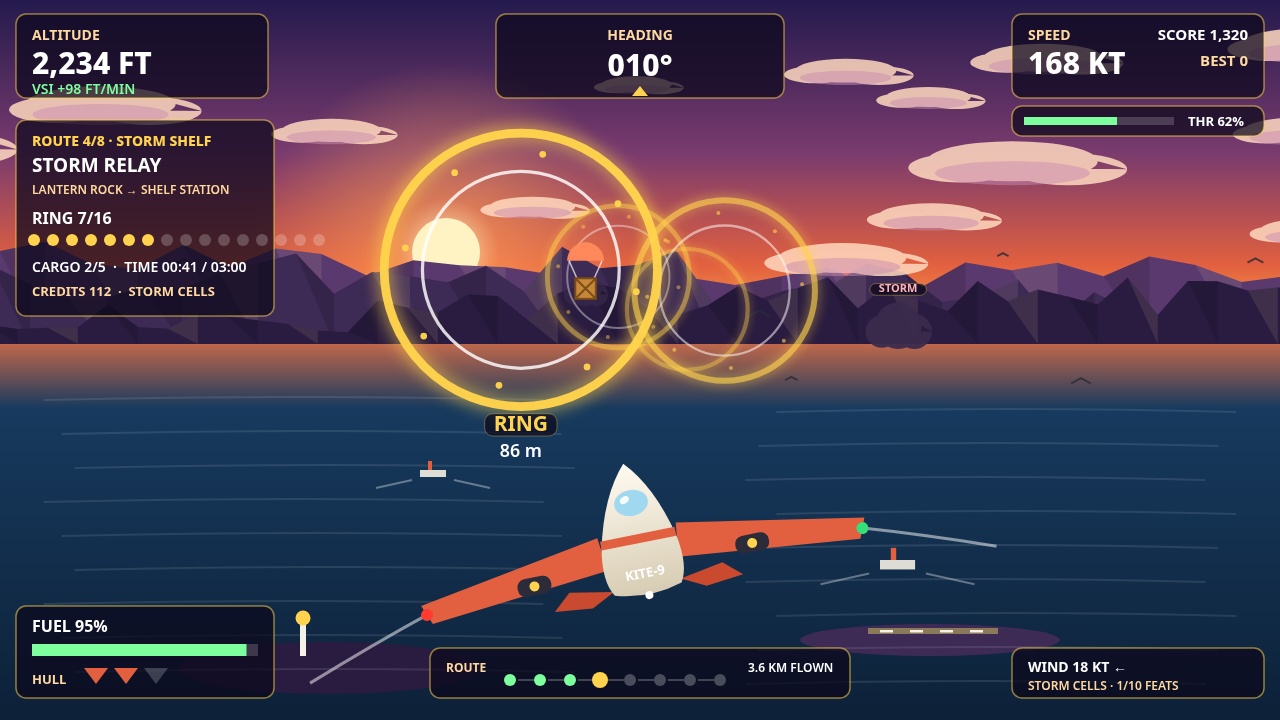 ALTITUDE
2,234 FT
VSI +98 FT/MIN
HEADING
010°
SPEED
168 KT
SCORE 1,320
BEST 0
THR 62%
ROUTE 4/8 · STORM SHELF
STORM RELAY
LANTERN ROCK → SHELF STATION
RING 7/16
CARGO 2/5 · TIME 00:41 / 03:00
CREDITS 112 · STORM CELLS
STORM
RING
86 m
KITE-9
FUEL 95%
HULL
ROUTE
3.6 KM FLOWN
WIND 18 KT ←
STORM CELLS · 1/10 FEATS